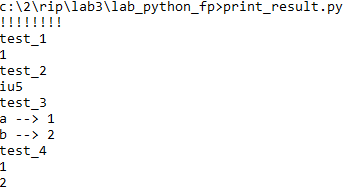 c:\2\rip\lab3\lab_python_fp>print_result.py
!!!!!!!!
test_1
1
test_2
iu5
test_3
a --> 1
b --> 2
test_4
1
2